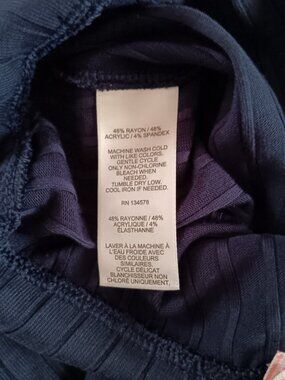 48% RAYON / 48%
ACRYLIC / 4% SPANDEX
MACHINE WASH COLD
WITH LIKE COLORS.
GENTLE CYCLE
ONLY NON-CHLORINE
BLEACH WHEN
NEEDED.
TUMBLE DRY LOW.
COOL IRON IF NEEDED.
RN 134578
48% RAYONNE / 48%
ACRYLIQUE / 4%
ÉLASTHANNE
LAVER À LA MACHINE À
L'EAU FROIDE AVEC
DES COULEURS
SIMILAIRES.
CYCLE DÉLICAT
BLANCHISSEUR NON
CHLORÉ UNIQUEMENT,